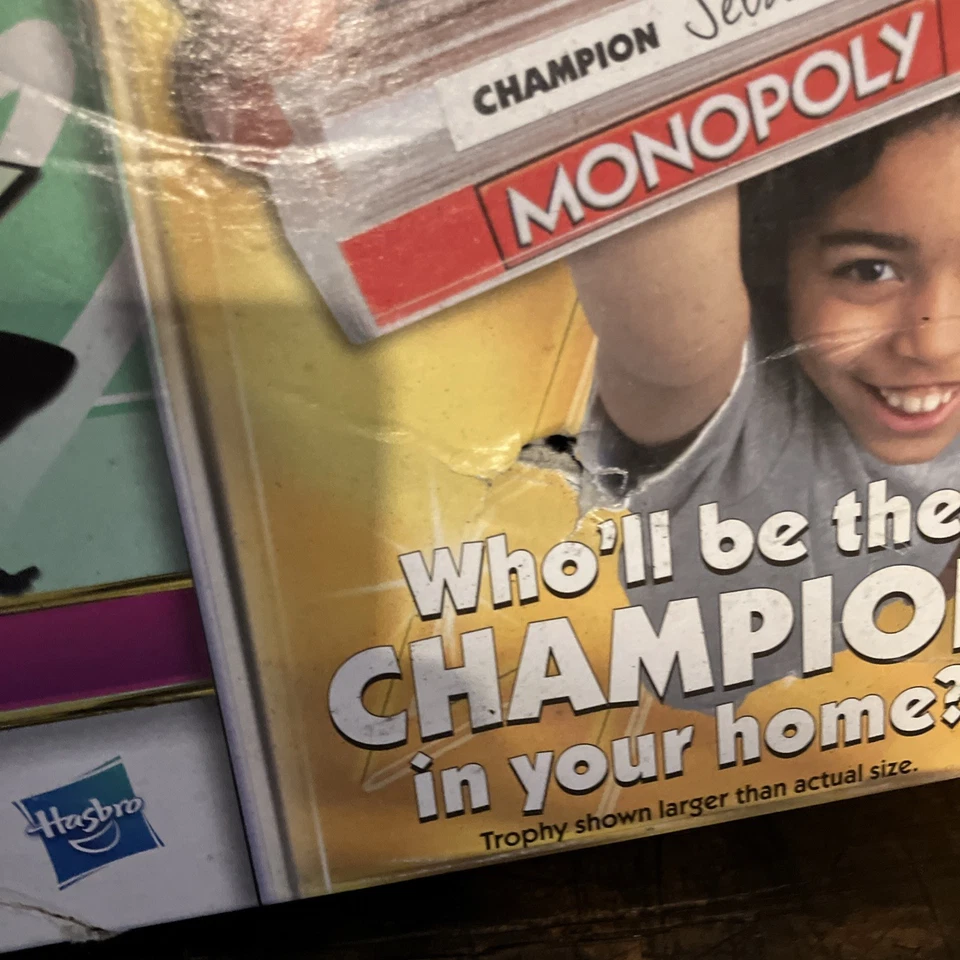 CHAMPION
MONOPOLY
Who'll be the
CHAMPIO
in your home?
Trophy shown larger than actual size.
Hasbro